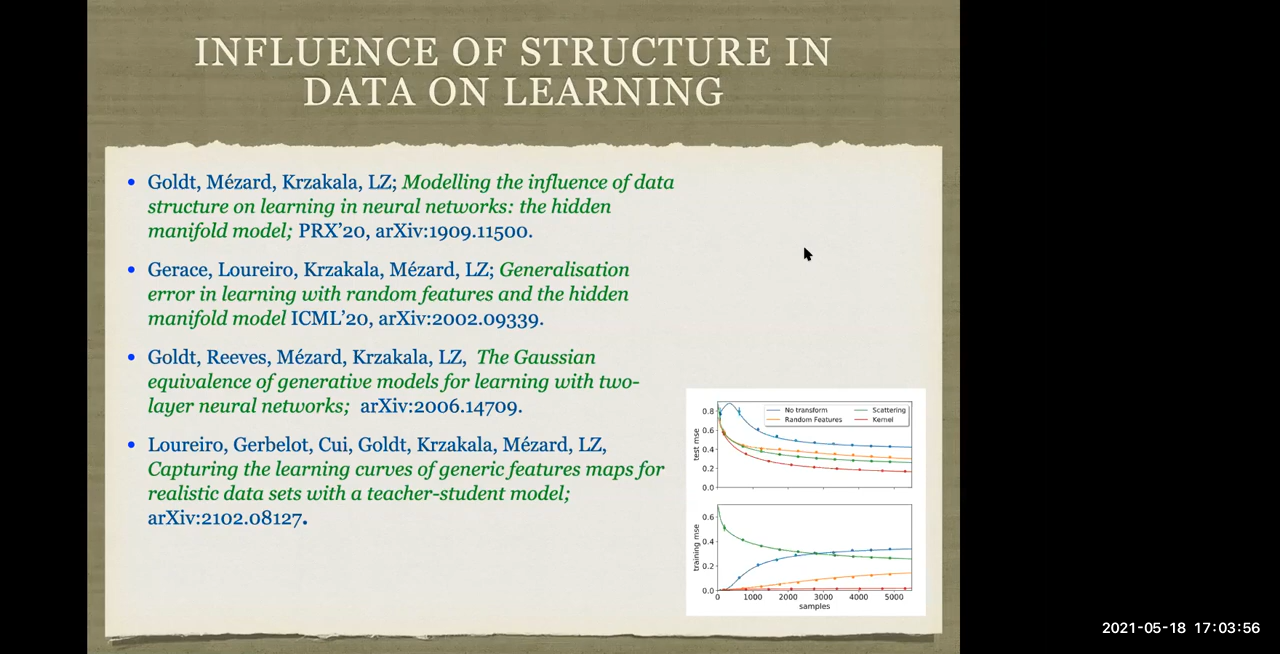 INFLUENCE OF STRUCTURE IN
DATA ON LEARNING
• Goldt, Mézard, Krzakala, LZ; Modelling the influence of data
structure on learning in neural networks: the hidden
manifold model; PRX'20, arXiv:1909.11500.
• Gerace, Loureiro, Krzakala, Mézard, LZ; Generalisation
error in learning with random features and the hidden
manifold model ICML'20, arXiv:2002.09339.
• Goldt, Reeves, Mézard, Krzakala, LZ, The Gaussian
equivalence of generative models for learning with two-
layer neural networks; arXiv:2006.14709.
• Loureiro, Gerbelot, Cui, Goldt, Krzakala, Mézard, LZ,
Capturing the learning curves of generic features maps for
realistic data sets with a teacher-student model;
arXiv:2102.08127.
No transform Scattering
Random Features Kernel
test mse
0.8
0.6
0.4
0.2
0.0
training mse
0.6
0.4
0.2
0.0
0 1000 2000 3000 4000 5000
samples
2021-05-18 17:03:56